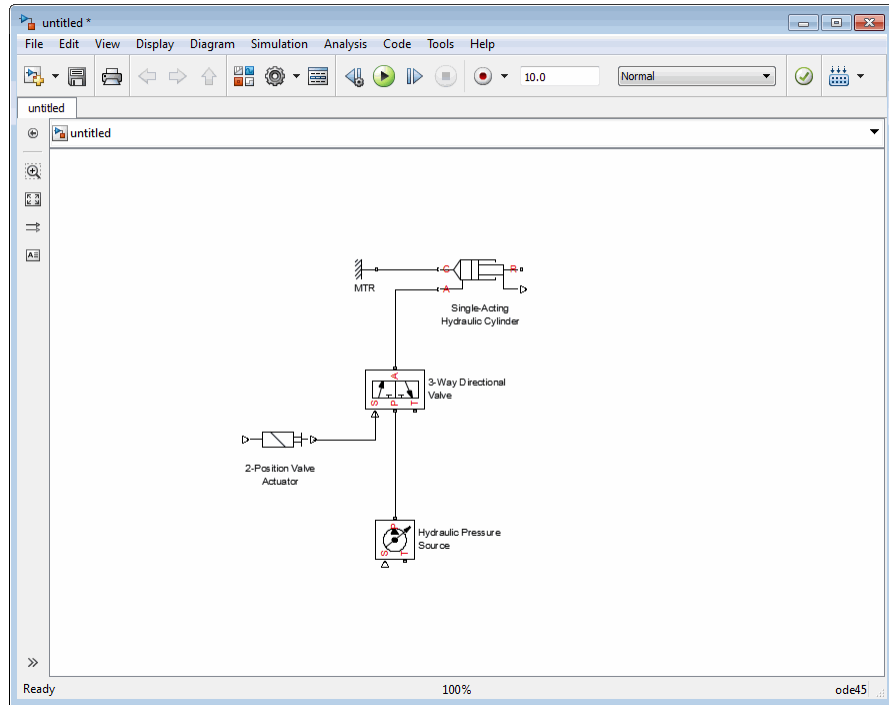 untitled *
File Edit View Display Diagram Simulation Analysis Code Tools Help
10.0 Normal
untitled
untitled
C R
MTR
A
Single-Acting
Hydraulic Cylinder
A
3-Way Directional
Valve
S P T
2-Position Valve
Actuator
P
Hydraulic Pressure
Source
S T
Ready 100% ode45